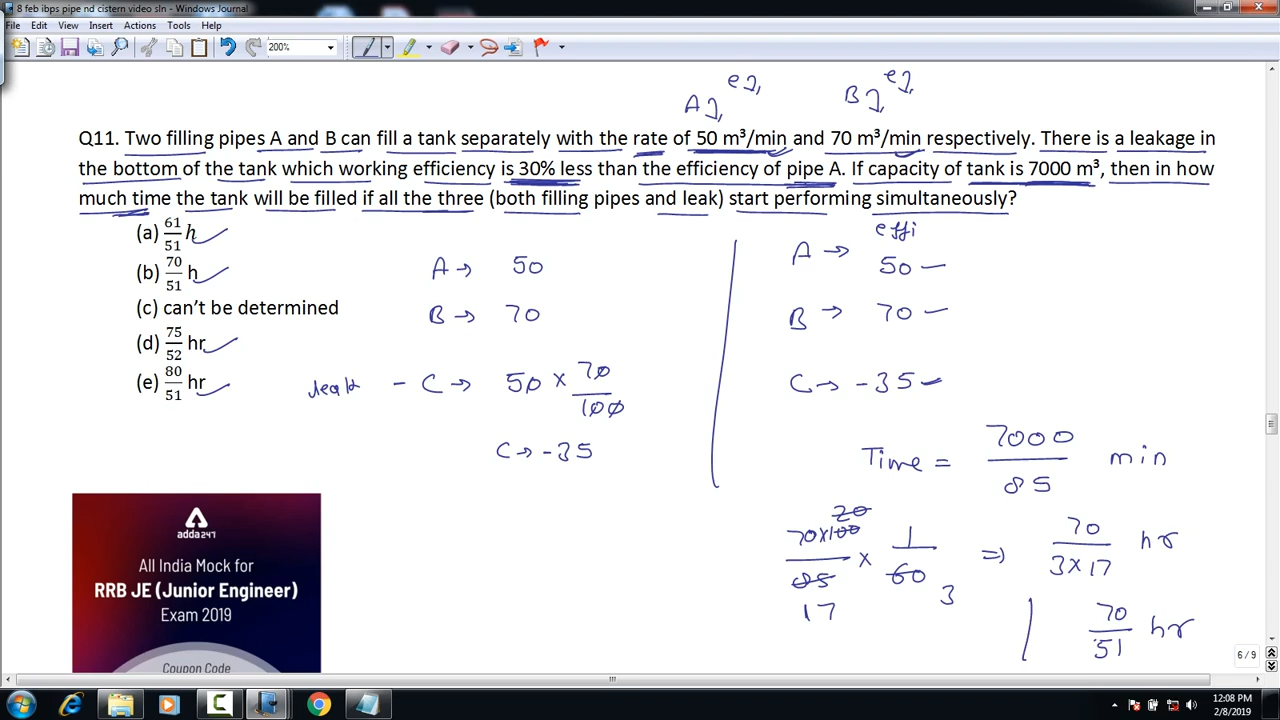 8 feb ibps pipe nd cistern video sln - Windows Journal
File Edit View Insert Actions Tools Help
200%
A e
B e
Q11. Two filling pipes A and B can fill a tank separately with the rate of 50 m³/min and 70 m³/min respectively. There is a leakage in
the bottom of the tank which working efficiency is 30% less than the efficiency of pipe A. If capacity of tank is 7000 m³, then in how
much time the tank will be filled if all the three (both filling pipes and leak) start performing simultaneously?
(a) 61/51 h
(b) 70/51 h
(c) can't be determined
(d) 75/52 hr
(e) 80/51 hr
A → 50
B → 70
leak - C → 50 × 70/100
C → -35
effi
A → 50
B → 70
C → -35
Time = 7000/85 min
20
70×100/85 × 1/60 ⇒ 70/3×17 hr
17 3
70/51 hr
adda247
All India Mock for
RRB JE (Junior Engineer)
Exam 2019
Coupon Code
6 / 9
12:08 PM
2/8/2019